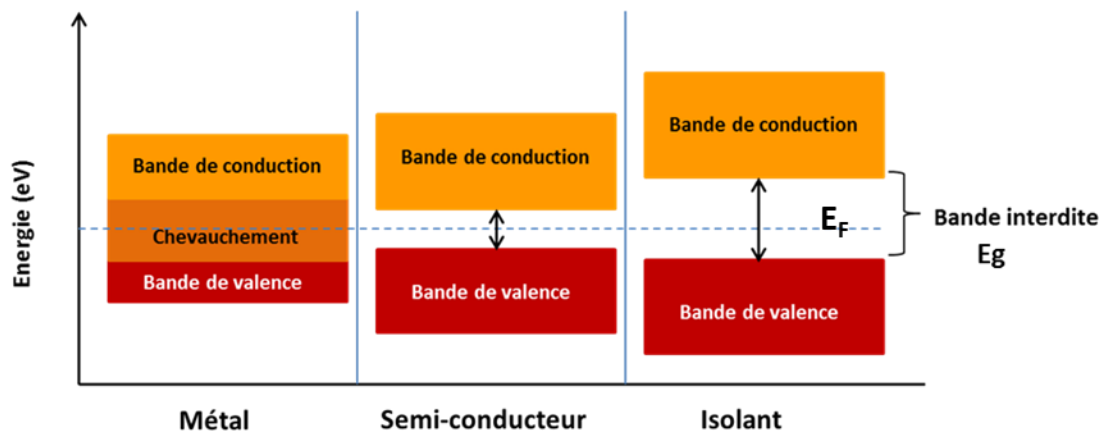 Energie (eV)
Bande de conduction
Chevauchement
Bande de valence
Bande de conduction
Bande de valence
Bande de conduction
E_F
Bande de valence
Bande interdite
Eg
Métal
Semi-conducteur
Isolant